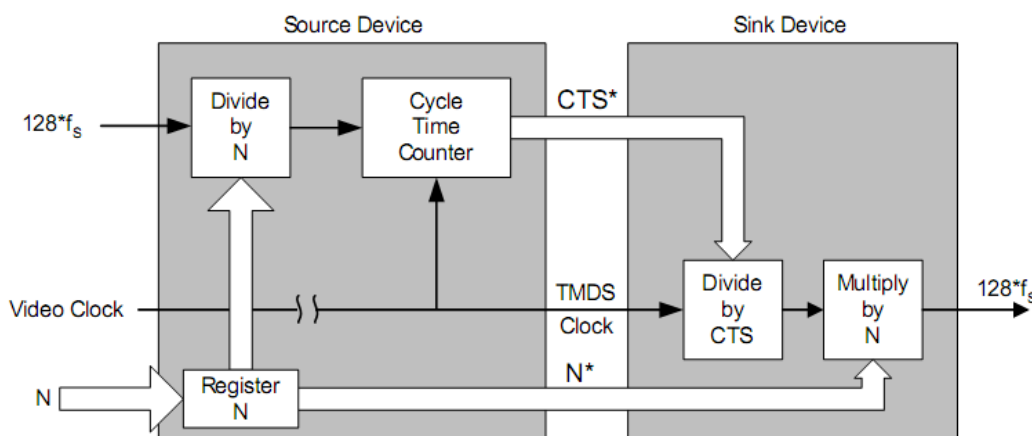 Source Device
Sink Device
128*fs
Divide
by
N
Cycle
Time
Counter
CTS*
Video Clock
TMDS
Clock
Divide
by
CTS
Multiply
by
N
128*fs
N
Register
N
N*